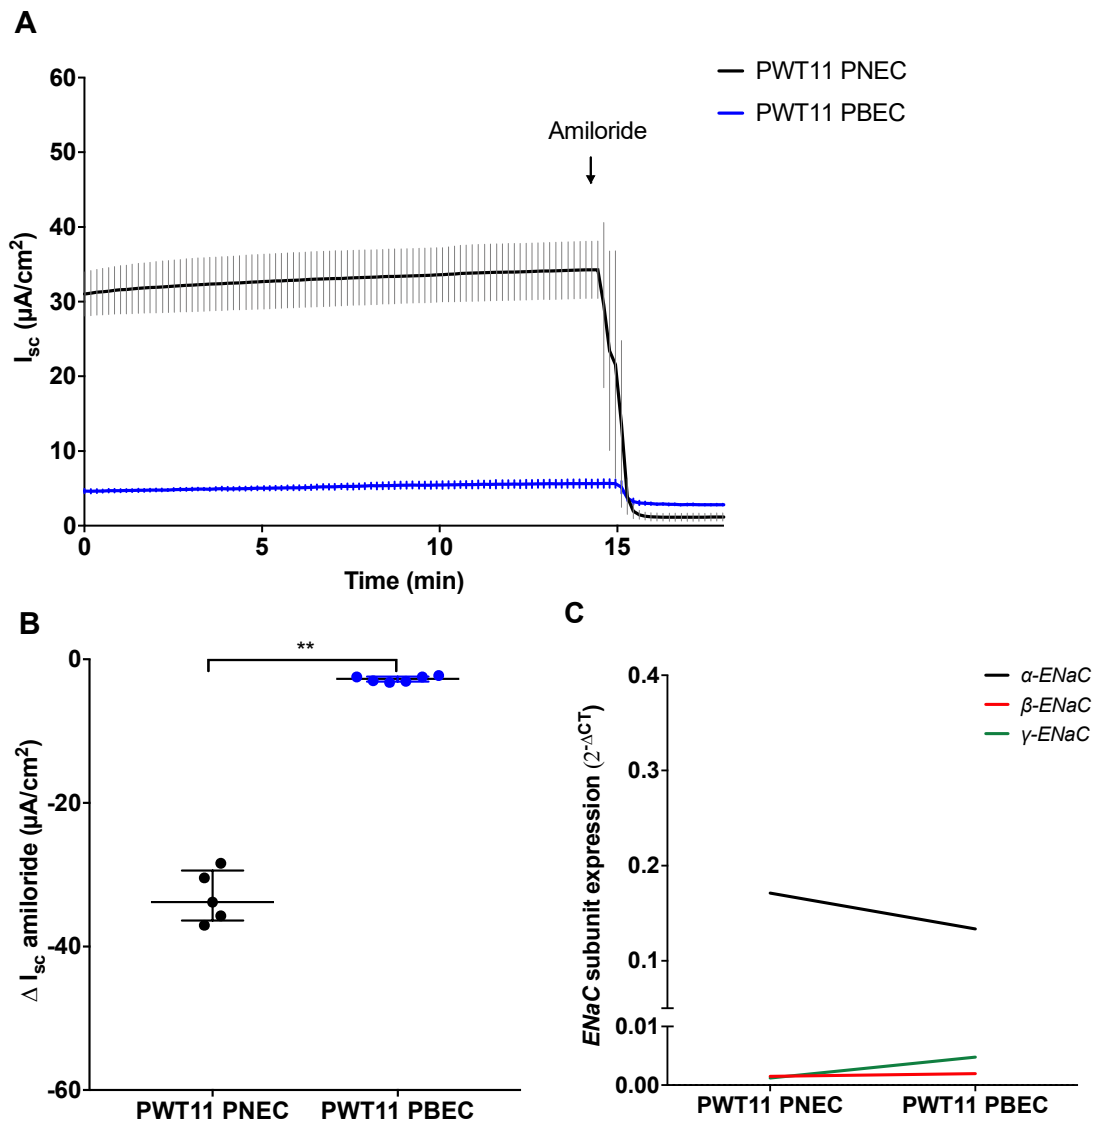 A
PWT11 PNEC
PWT11 PBEC
Amiloride
60
50
40
30
20
10
0
Isc (µA/cm²)
0 5 10 15
Time (min)
B
**
0
-20
-40
-60
Δ Isc amiloride (µA/cm²)
PWT11 PNEC PWT11 PBEC
C
α-ENaC
β-ENaC
γ-ENaC
0.4
0.3
0.2
0.1
0.01
0.00
ENaC subunit expression (2^-ΔCT)
PWT11 PNEC PWT11 PBEC